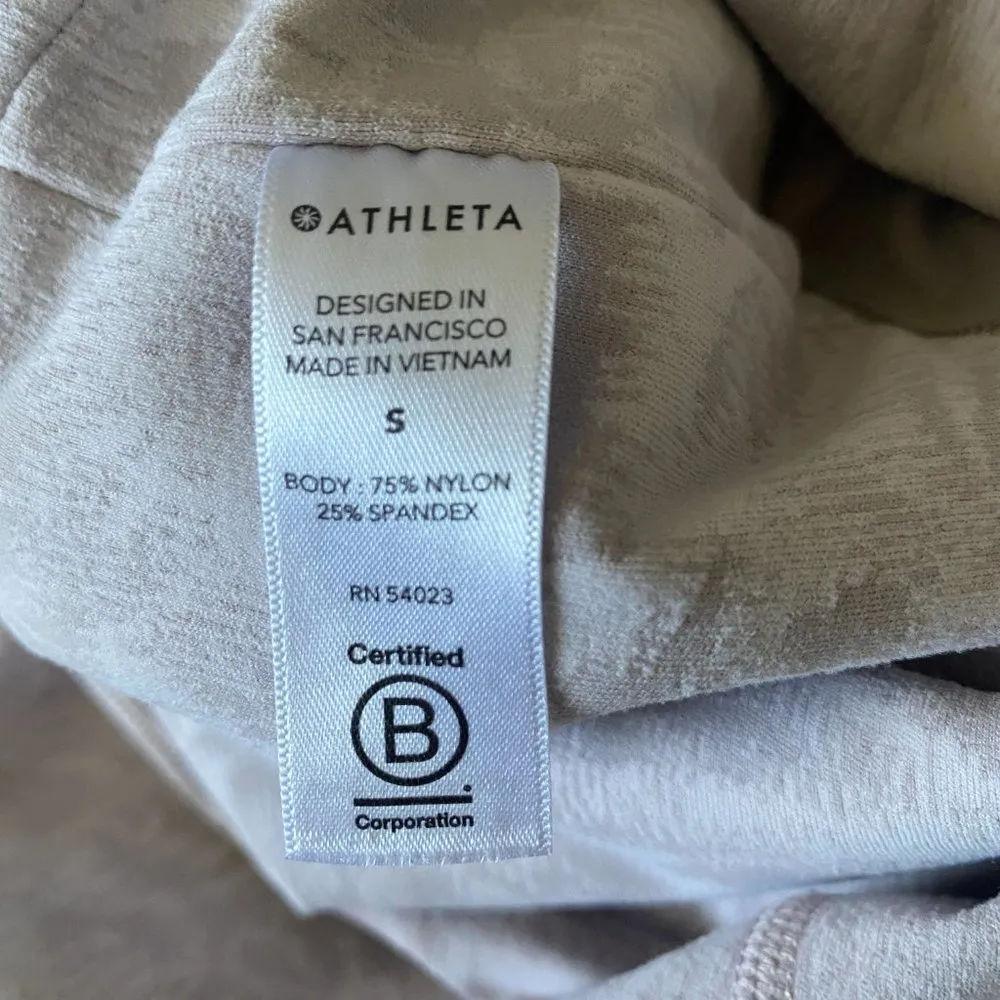 ATHLETA
DESIGNED IN
SAN FRANCISCO
MADE IN VIETNAM
S
BODY : 75% NYLON
25% SPANDEX
RN 54023
Certified
B
Corporation